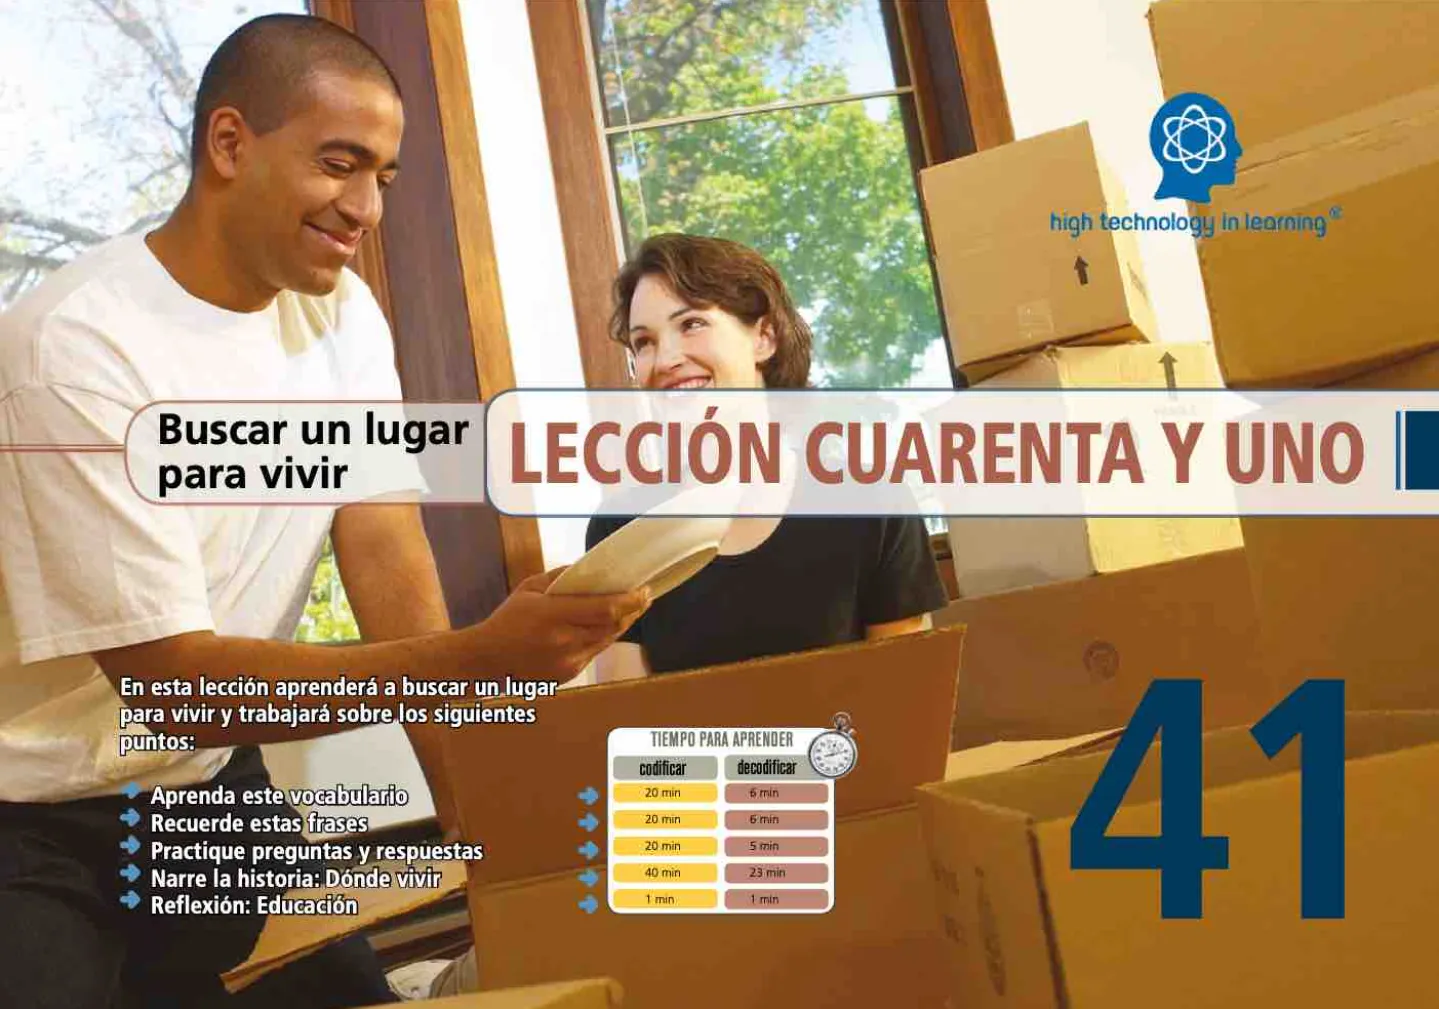 high technology in learning®
Buscar un lugar
para vivir
LECCIÓN CUARENTA Y UNO
En esta lección aprenderá a buscar un lugar
para vivir y trabajará sobre los siguientes
puntos:
Aprenda este vocabulario
Recuerde estas frases
Practique preguntas y respuestas
Narre la historia: Dónde vivir
Reflexión: Educación
TIEMPO PARA APRENDER
codificar decodificar
20 min 6 min
20 min 6 min
20 min 5 min
40 min 23 min
1 min 1 min
41